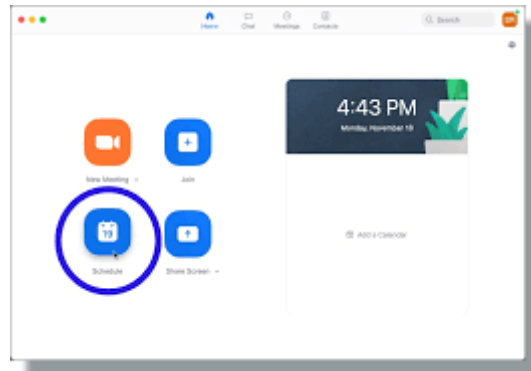 Home Chat Meetings Contacts Search
4:43 PM
Monday, November 18
New Meeting Join
Add a Calendar
19
Schedule Share Screen